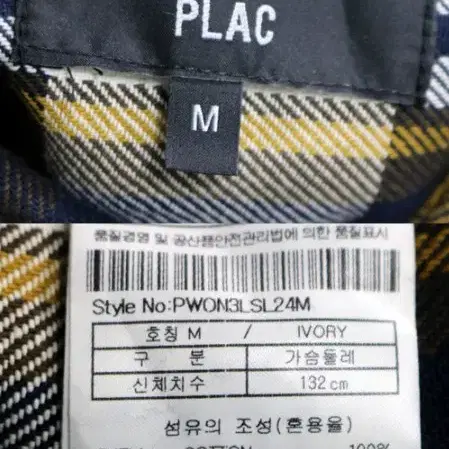 PLAC
M
품질경영 및 공산품안전관리법에 의한 품질표시
Style No:PWON3LSL24M
호칭 M / IVORY
구 분 가슴둘레
신체치수 132cm
섬유의 조성(혼용율)
100%